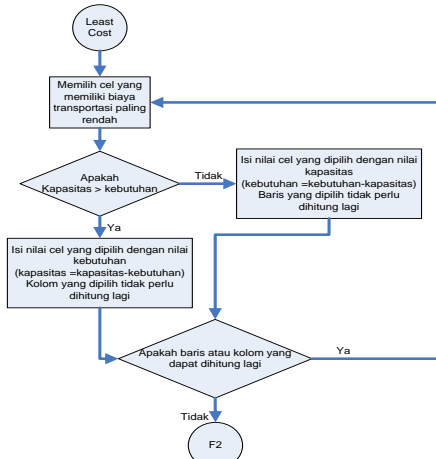 Least
Cost
Memilih cel yang
memiliki biaya
transportasi paling
rendah
Apakah
Kapasitas > kebutuhan
Tidak
Isi nilai cel yang dipilih dengan nilai
kapasitas
(kebutuhan =kebutuhan-kapasitas)
Baris yang dipilih tidak perlu
dihitung lagi
Ya
Isi nilai cel yang dipilih dengan nilai
kebutuhan
(kapasitas =kapasitas-kebutuhan)
Kolom yang dipilih tidak perlu
dihitung lagi
Apakah baris atau kolom yang
dapat dihitung lagi
Ya
Tidak
F2